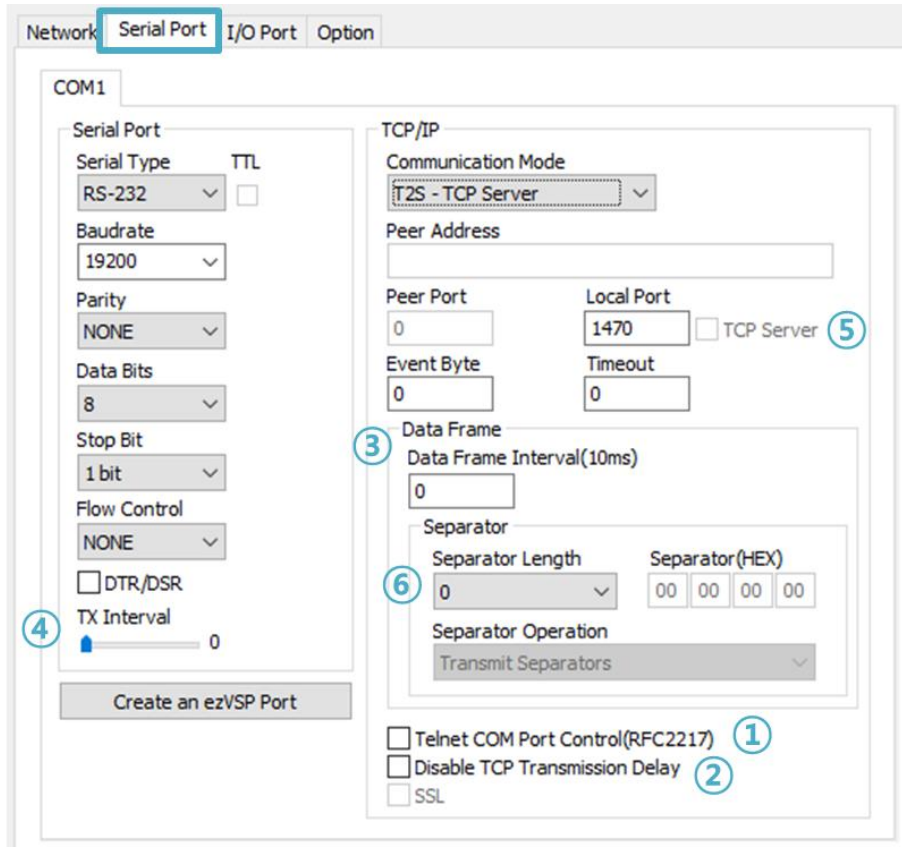 Network Serial Port I/O Port Option
COM1
Serial Port
Serial Type TTL
RS-232
Baudrate
19200
Parity
NONE
Data Bits
8
Stop Bit
1 bit
Flow Control
NONE
DTR/DSR
④ TX Interval
0
Create an ezVSP Port
TCP/IP
Communication Mode
T2S - TCP Server
Peer Address
Peer Port Local Port
0 1470 TCP Server ⑤
Event Byte Timeout
0 0
③ Data Frame
Data Frame Interval(10ms)
0
Separator
Separator Length Separator(HEX)
⑥ 0 00 00 00 00
Separator Operation
Transmit Separators
Telnet COM Port Control(RFC2217) ①
Disable TCP Transmission Delay ②
SSL